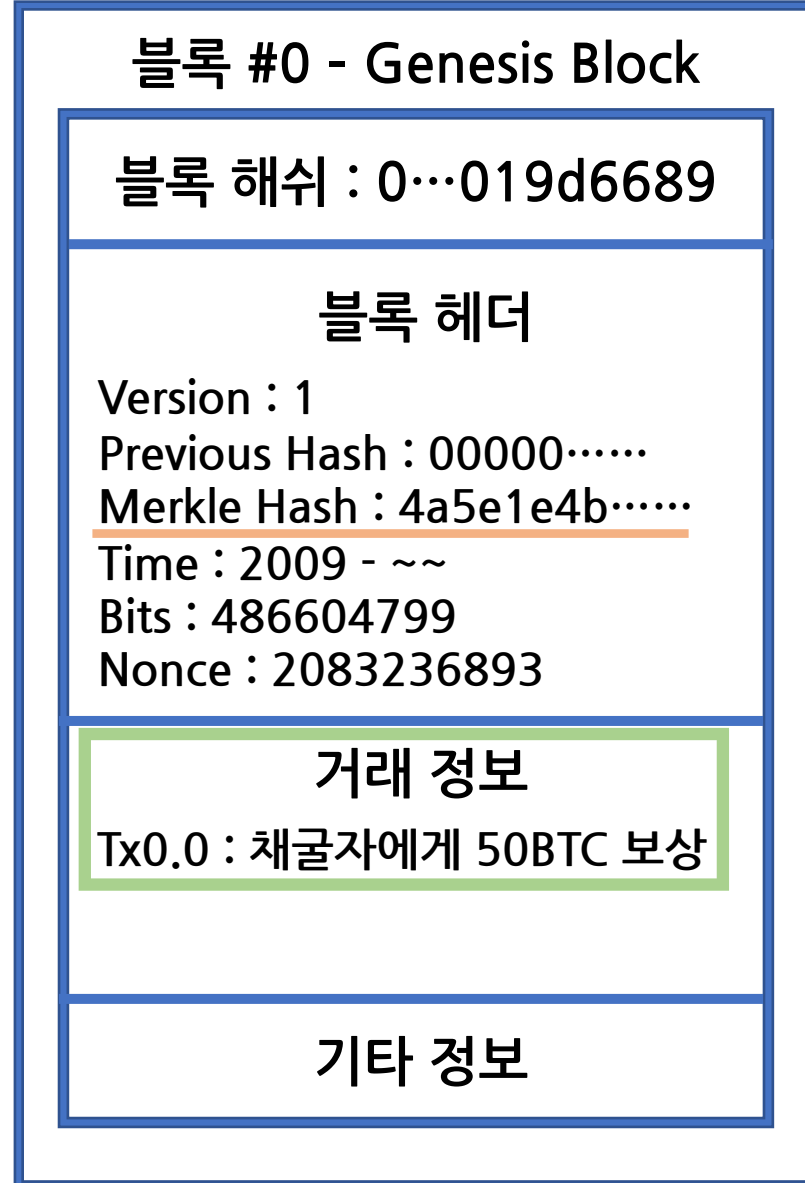 블록 #0 - Genesis Block
블록 해쉬 : 0⋯019d6689
블록 헤더
Version : 1
Previous Hash : 00000⋯⋯
Merkle Hash : 4a5e1e4b⋯⋯
Time : 2009 - ~~
Bits : 486604799
Nonce : 2083236893
거래 정보
Tx0.0 : 채굴자에게 50BTC 보상
기타 정보